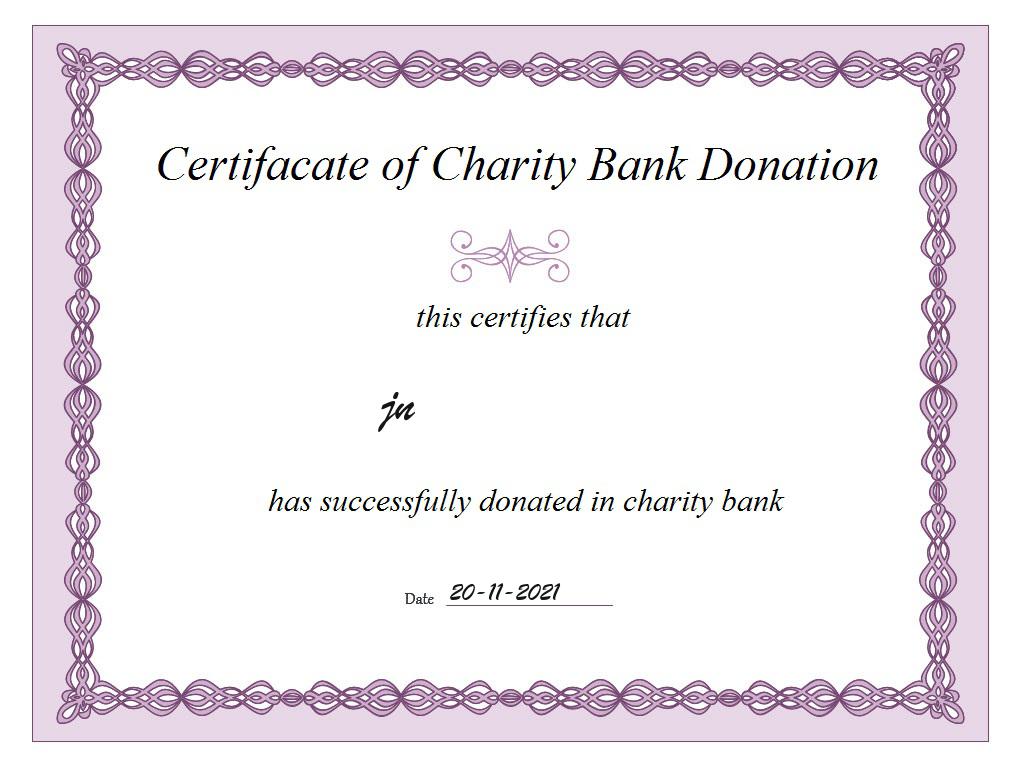 Certifacate of Charity Bank Donation
this certifies that
jn
has successfully donated in charity bank
Date 20-11-2021